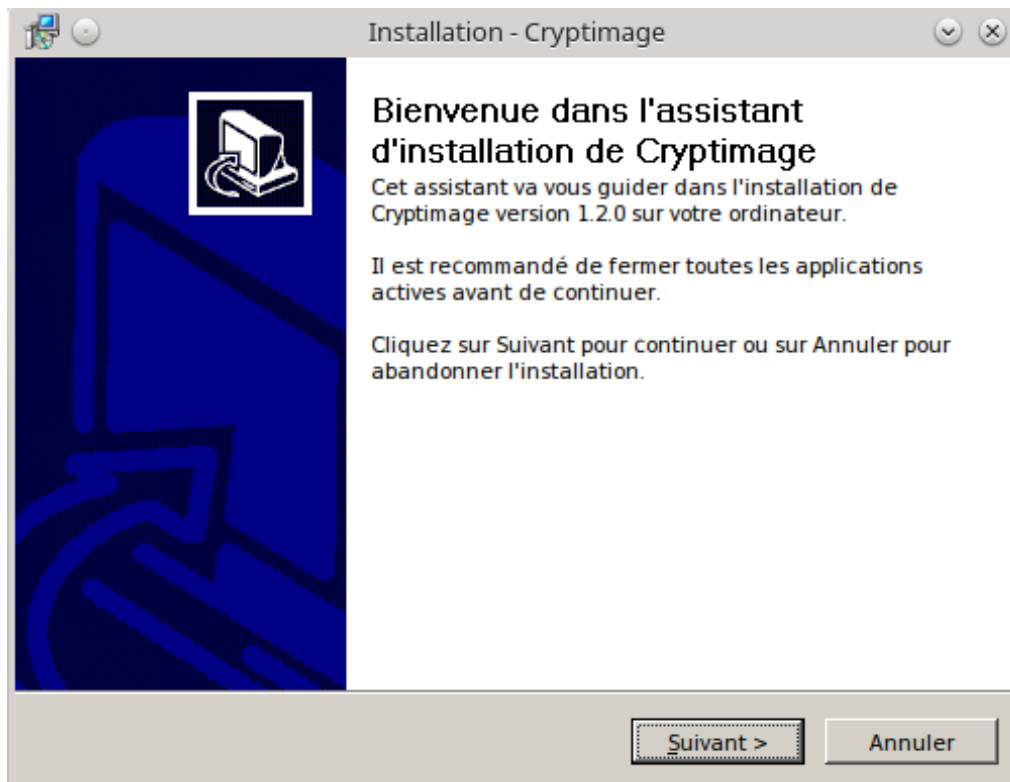 Installation - Cryptimage
Bienvenue dans l'assistant
d'installation de Cryptimage
Cet assistant va vous guider dans l'installation de
Cryptimage version 1.2.0 sur votre ordinateur.
Il est recommandé de fermer toutes les applications
actives avant de continuer.
Cliquez sur Suivant pour continuer ou sur Annuler pour
abandonner l'installation.
Suivant >
Annuler